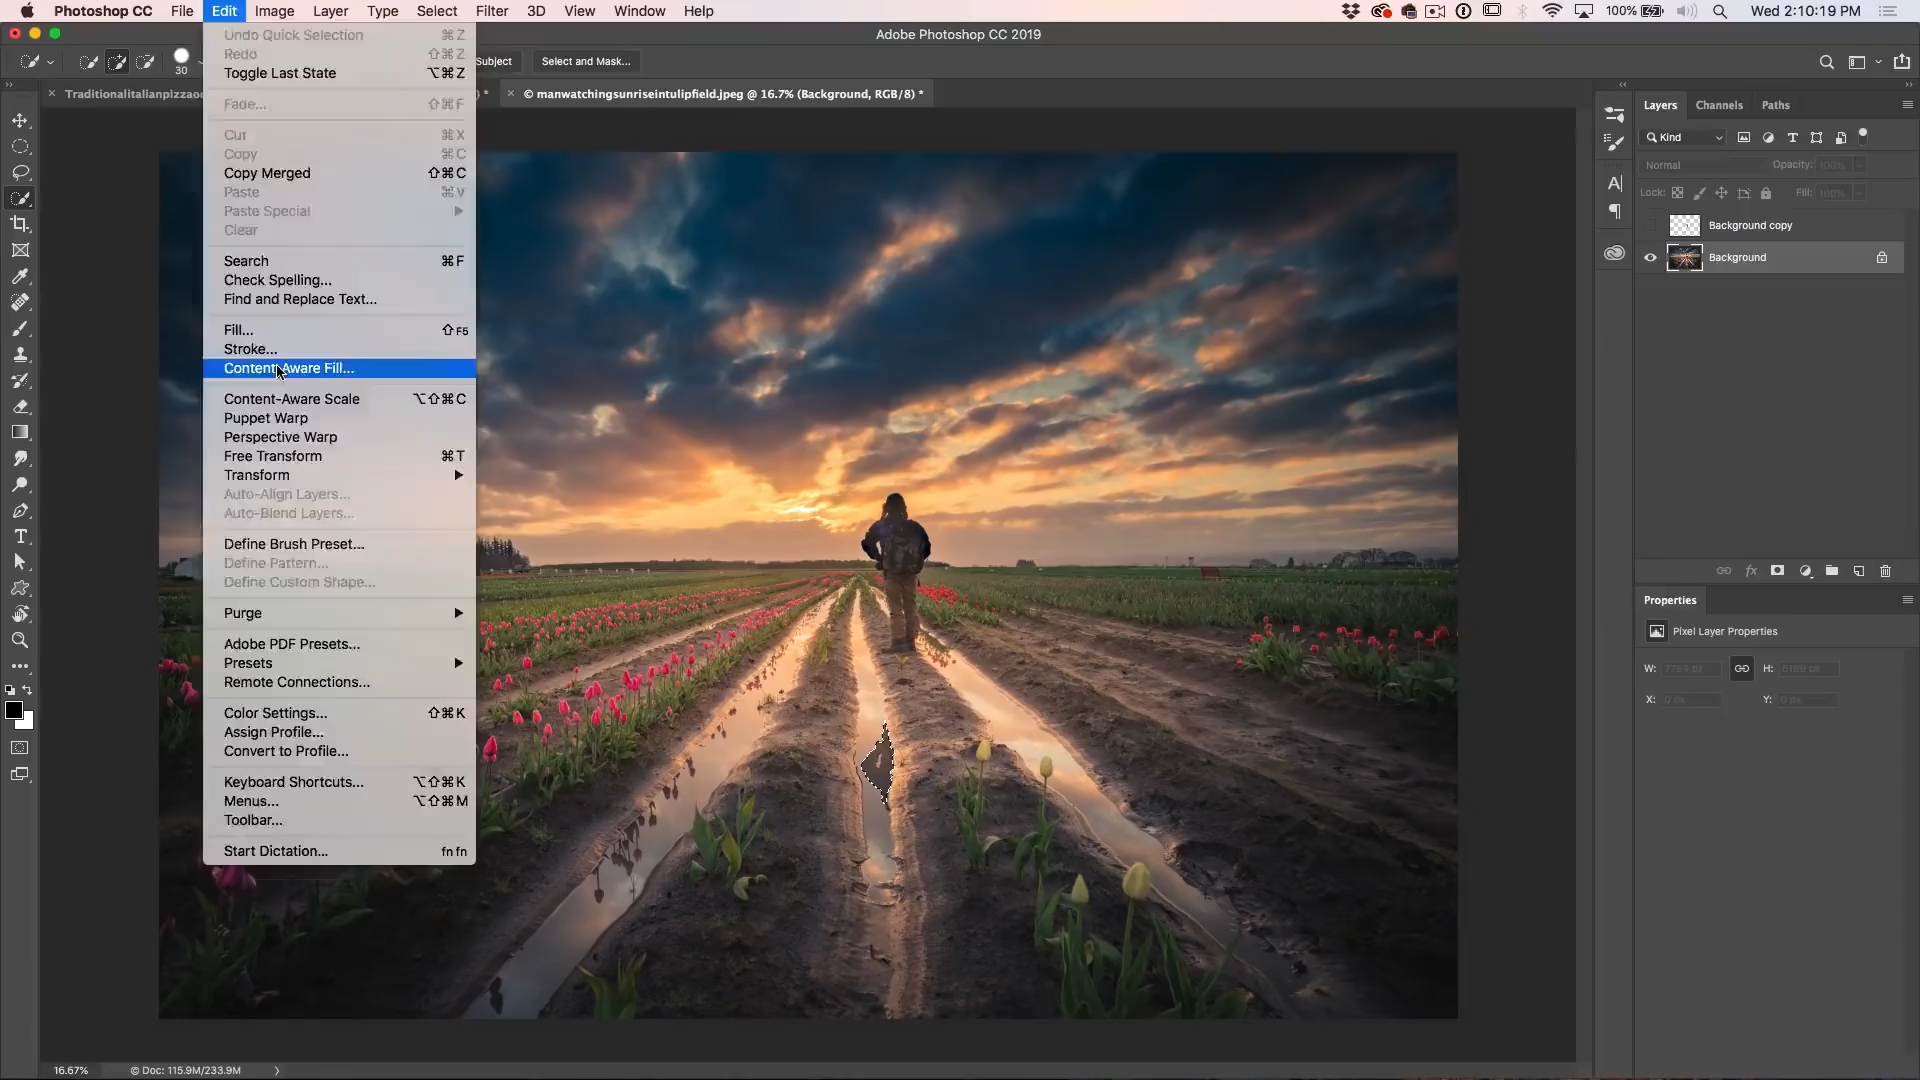 Photoshop CC File Edit Image Layer Type Select Filter 3D View Window Help 100% Wed 2:10:19 PM
Adobe Photoshop CC 2019
30 Subject Select and Mask...
Traditionalitalianpizzao ) * © manwatchingsunriseintulipfield.jpeg @ 16.7% (Background, RGB/8) *
Undo Quick Selection ⌘Z
Redo ⇧⌘Z
Toggle Last State ⌥⌘Z
Fade... ⇧⌘F
Cut ⌘X
Copy ⌘C
Copy Merged ⇧⌘C
Paste ⌘V
Paste Special
Clear
Search ⌘F
Check Spelling...
Find and Replace Text...
Fill... ⇧F5
Stroke...
Content-Aware Fill...
Content-Aware Scale ⌥⇧⌘C
Puppet Warp
Perspective Warp
Free Transform ⌘T
Transform
Auto-Align Layers...
Auto-Blend Layers...
Define Brush Preset...
Define Pattern...
Define Custom Shape...
Purge
Adobe PDF Presets...
Presets
Remote Connections...
Color Settings... ⇧⌘K
Assign Profile...
Convert to Profile...
Keyboard Shortcuts... ⌥⇧⌘K
Menus... ⌥⇧⌘M
Toolbar...
Start Dictation... fn fn
Layers Channels Paths
Kind
Normal Opacity: 100%
Lock: Fill: 100%
Background copy
Background
fx
Properties
Pixel Layer Properties
W: H:
X: 0 px Y: 0 px
16.67% © Doc: 115.9M/233.9M